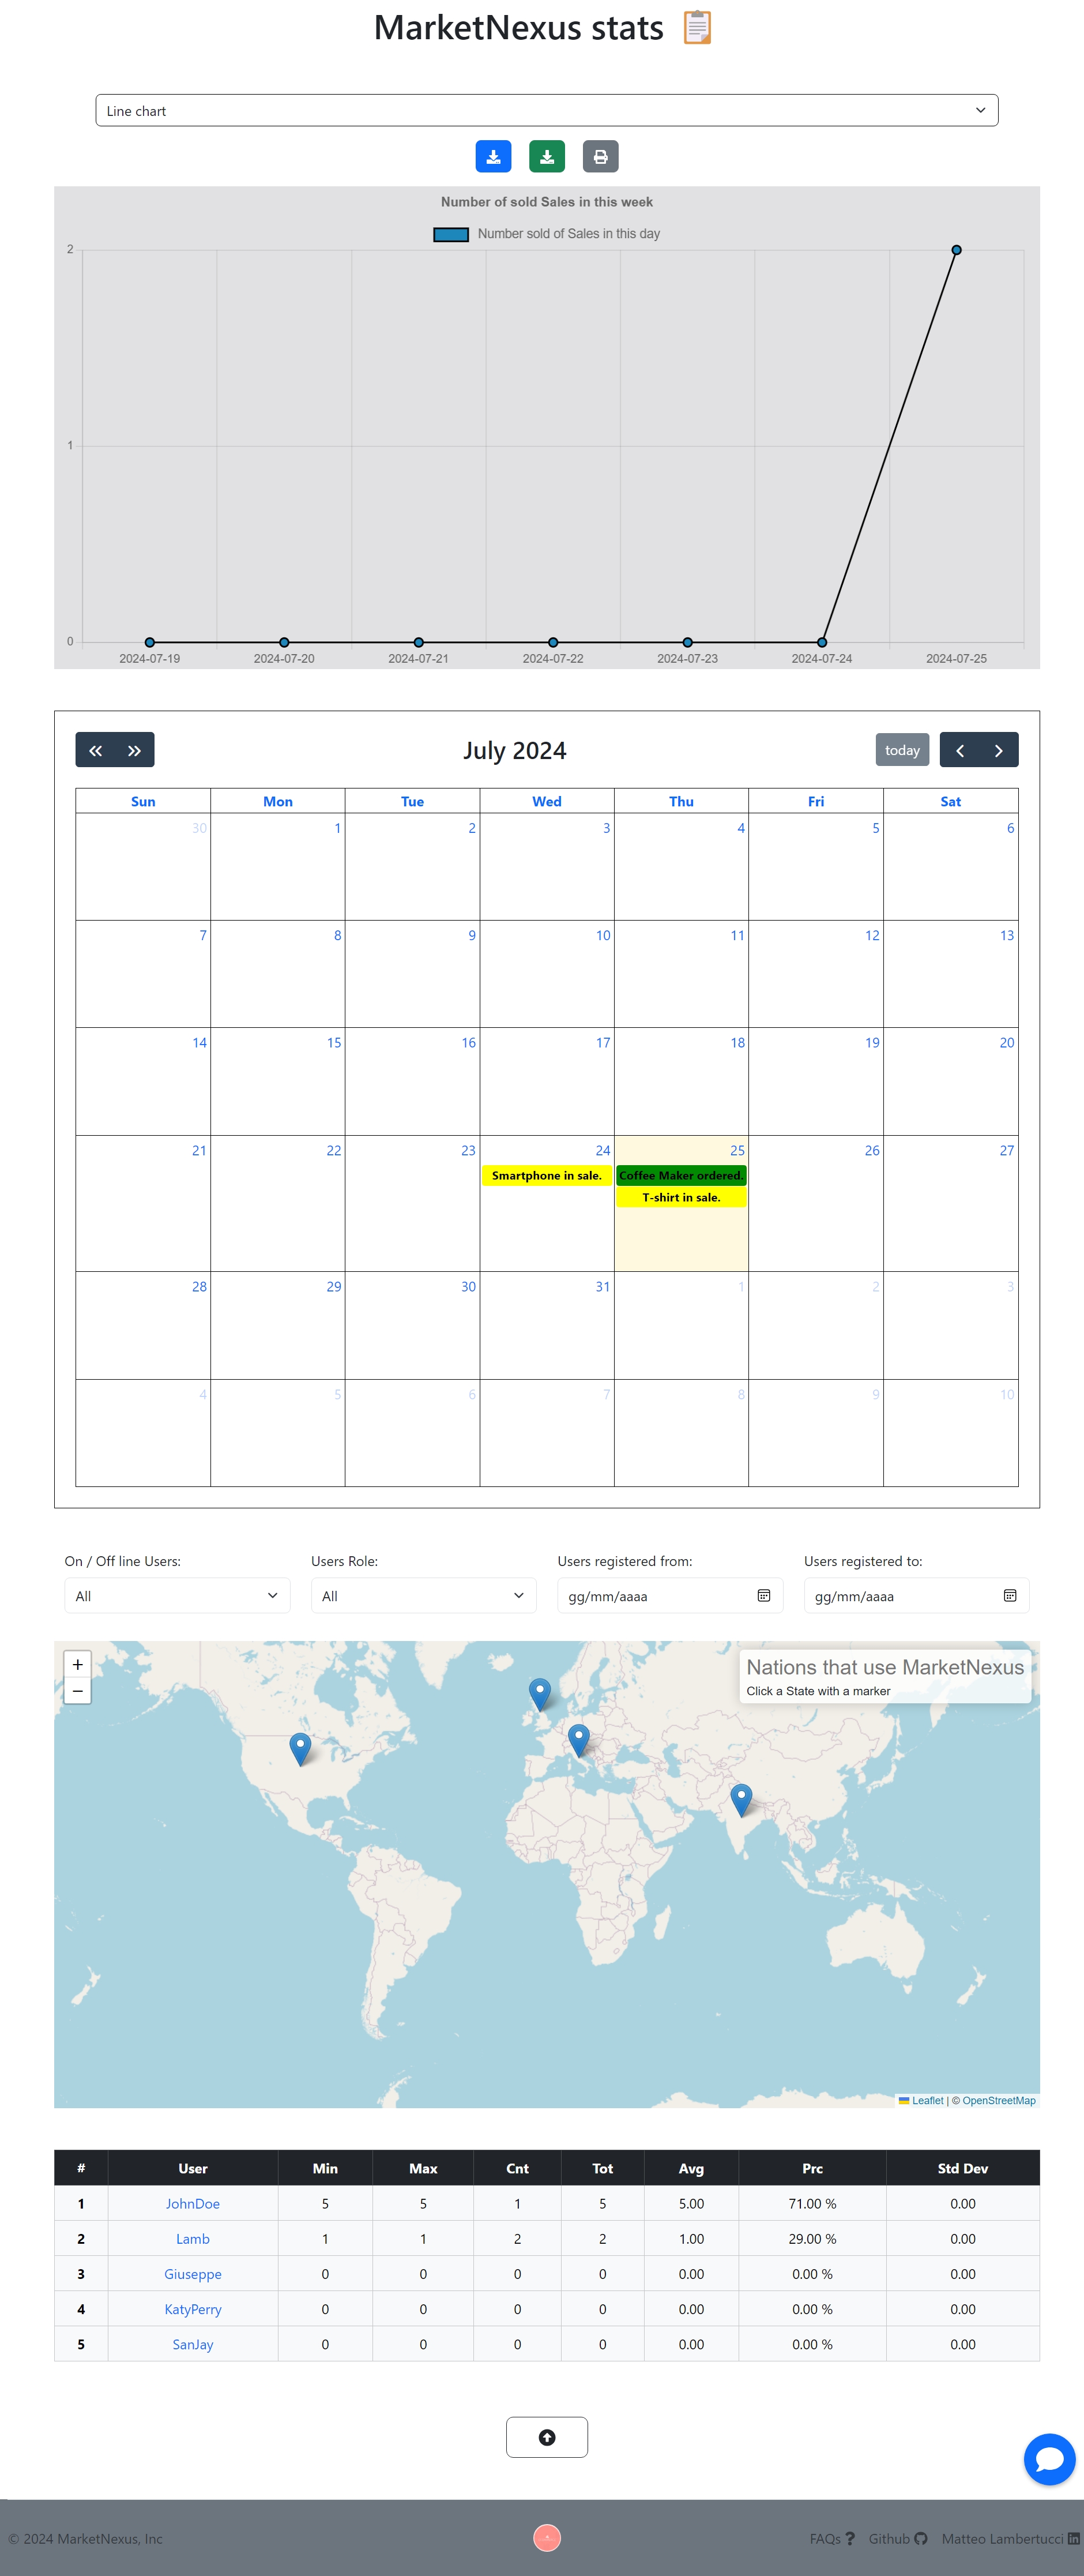 MarketNexus stats
Line chart
Number of sold Sales in this week
Number sold of Sales in this day
2
1
0
2024-07-19 2024-07-20 2024-07-21 2024-07-22 2024-07-23 2024-07-24 2024-07-25
July 2024
today
Sun Mon Tue Wed Thu Fri Sat
30 1 2 3 4 5 6
7 8 9 10 11 12 13
14 15 16 17 18 19 20
21 22 23 24 25 26 27
Smartphone in sale. Coffee Maker ordered.
T-shirt in sale.
28 29 30 31 1 2 3
4 5 6 7 8 9 10
On / Off line Users: Users Role: Users registered from: Users registered to:
All All gg/mm/aaaa gg/mm/aaaa
+
−
Nations that use MarketNexus
Click a State with a marker
Leaflet | © OpenStreetMap
# User Min Max Cnt Tot Avg Prc Std Dev
1 JohnDoe 5 5 1 5 5.00 71.00 % 0.00
2 Lamb 1 1 2 2 1.00 29.00 % 0.00
3 Giuseppe 0 0 0 0 0.00 0.00 % 0.00
4 KatyPerry 0 0 0 0 0.00 0.00 % 0.00
5 SanJay 0 0 0 0 0.00 0.00 % 0.00
© 2024 MarketNexus, Inc FAQs Github Matteo Lambertucci